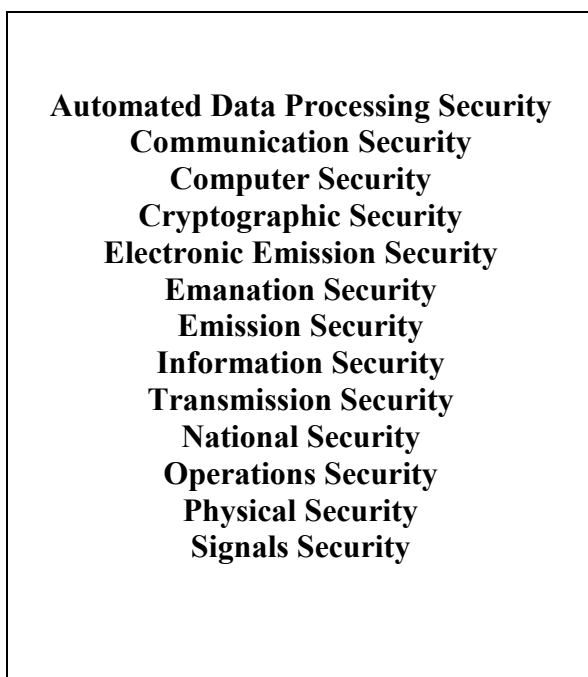 Automated Data Processing Security
Communication Security
Computer Security
Cryptographic Security
Electronic Emission Security
Emanation Security
Emission Security
Information Security
Transmission Security
National Security
Operations Security
Physical Security
Signals Security